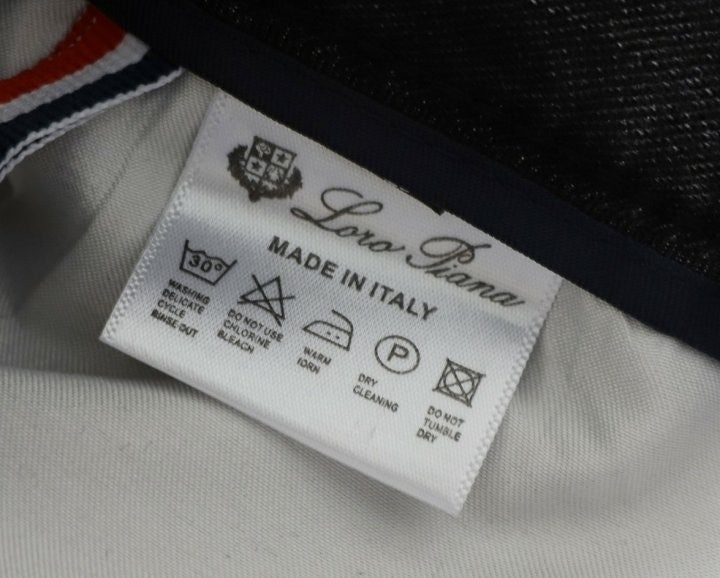 Loro Piana
MADE IN ITALY
30°
WASHING
DELICATE
CYCLE
RINSE OUT
DO NOT USE
CHLORINE
BLEACH
WARM
IORN
P
DRY
CLEANING
DO NOT
TUMBLE
DRY